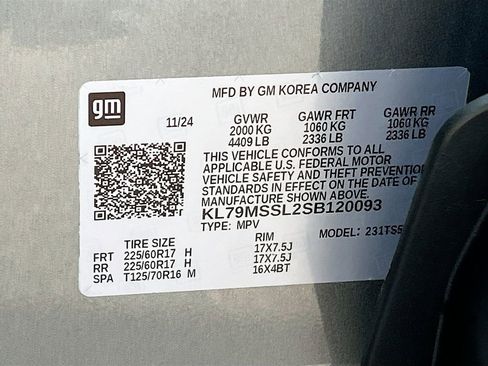 gm
MFD BY GM KOREA COMPANY
11/24
GVWR GAWR FRT GAWR RR
2000 KG 1060 KG 1060 KG
4409 LB 2336 LB 2336 LB
THIS VEHICLE CONFORMS TO ALL
APPLICABLE U.S. FEDERAL MOTOR
VEHICLE SAFETY AND THEFT PREVENTION
STANDARDS IN EFFECT ON THE DATE OF
MANUFACTURE SHOWN ABOVE.
KL79MSSL2SB120093
TYPE: MPV MODEL: 231TS5
TIRE SIZE RIM
FRT 225/60R17 H 17X7.5J
RR 225/60R17 H 17X7.5J
SPA T125/70R16 M 16X4BT